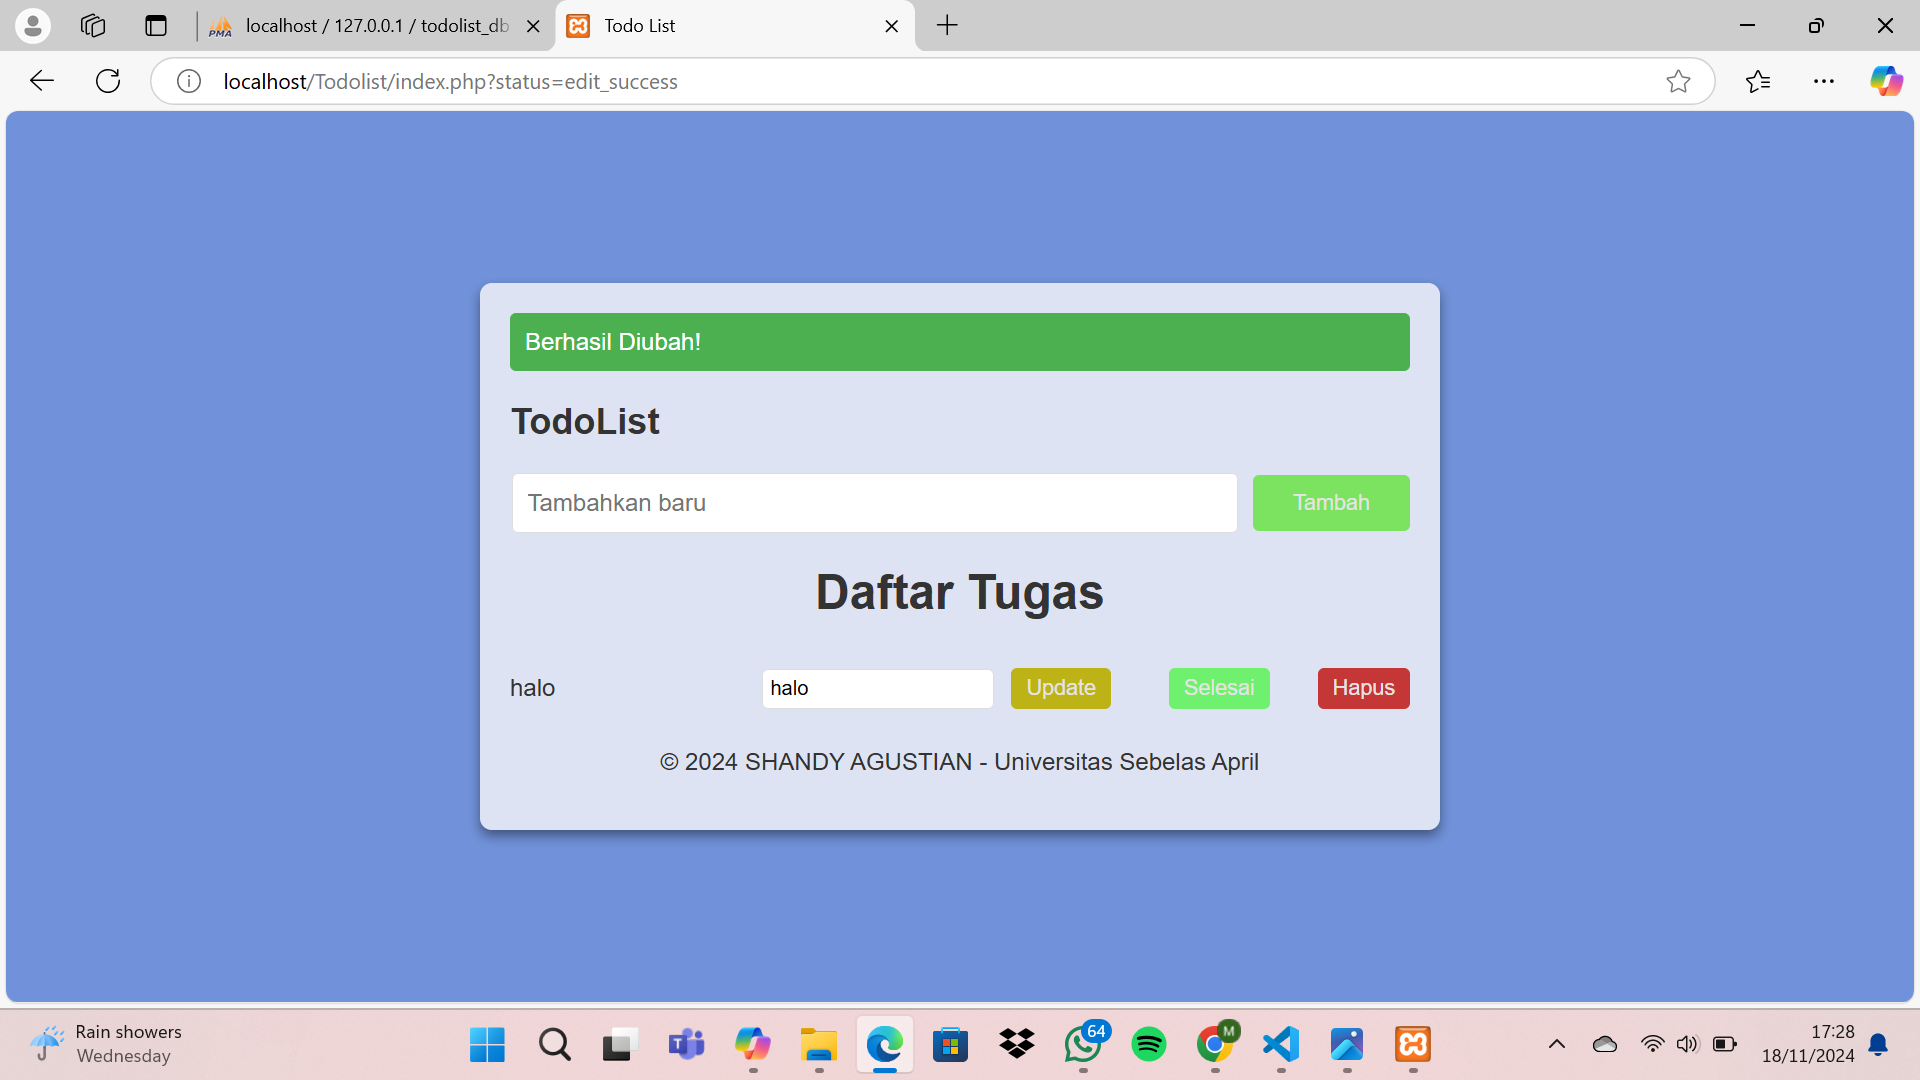 localhost / 127.0.0.1 / todolist_db
Todo List
localhost/Todolist/index.php?status=edit_success
Berhasil Diubah!
TodoList
Tambahkan baru
Tambah
Daftar Tugas
halo
halo
Update
Selesai
Hapus
© 2024 SHANDY AGUSTIAN - Universitas Sebelas April
Rain showers
Wednesday
64
M
17:28
18/11/2024
PMA
T